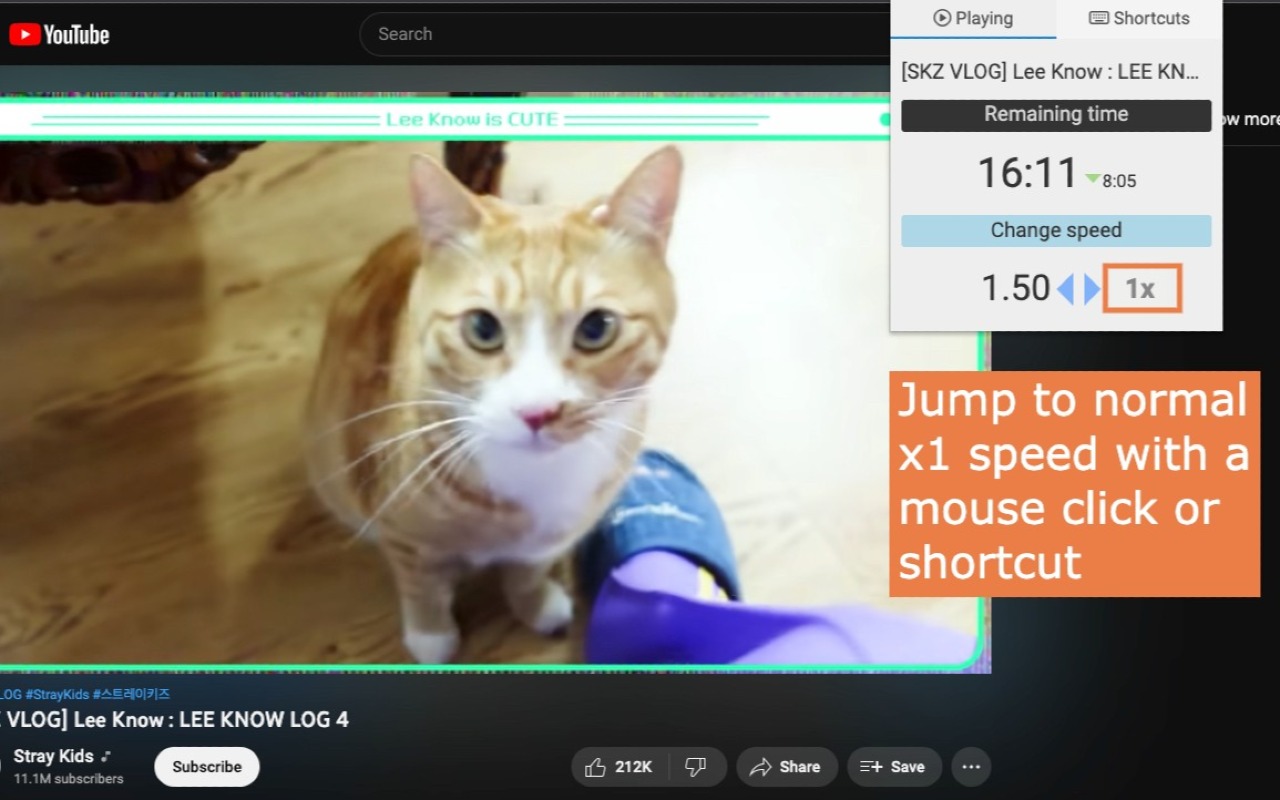 YouTube
Search
Playing
Shortcuts
[SKZ VLOG] Lee Know : LEE KN...
Remaining time
16:11 8:05
Change speed
1.50 1x
ow more
Lee Know is CUTE
Jump to normal
x1 speed with a
mouse click or
shortcut
LOG #StrayKids #스트레이키즈
VLOG] Lee Know : LEE KNOW LOG 4
Stray Kids
11.1M subscribers
Subscribe
212K
Share
Save